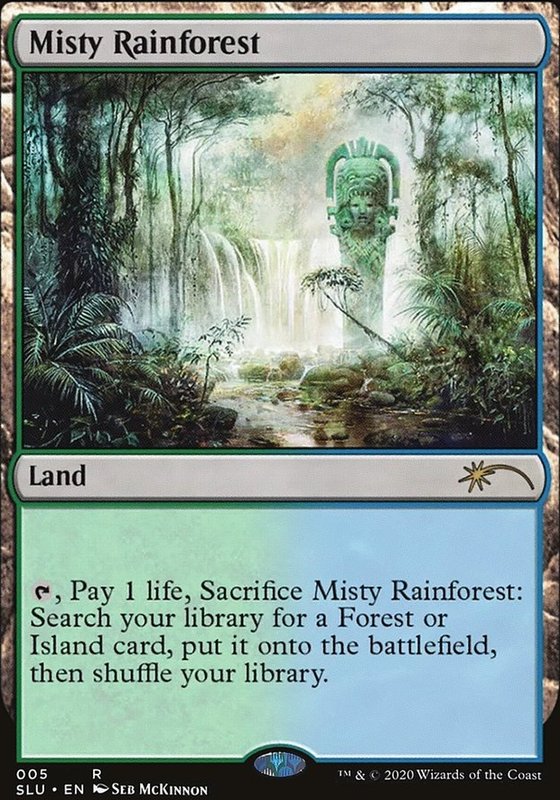 Misty Rainforest
Land
, Pay 1 life, Sacrifice Misty Rainforest:
Search your library for a Forest or
Island card, put it onto the battlefield,
then shuffle your library.
005 R
SLU • EN Seb McKinnon
™ & © 2020 Wizards of the Coast